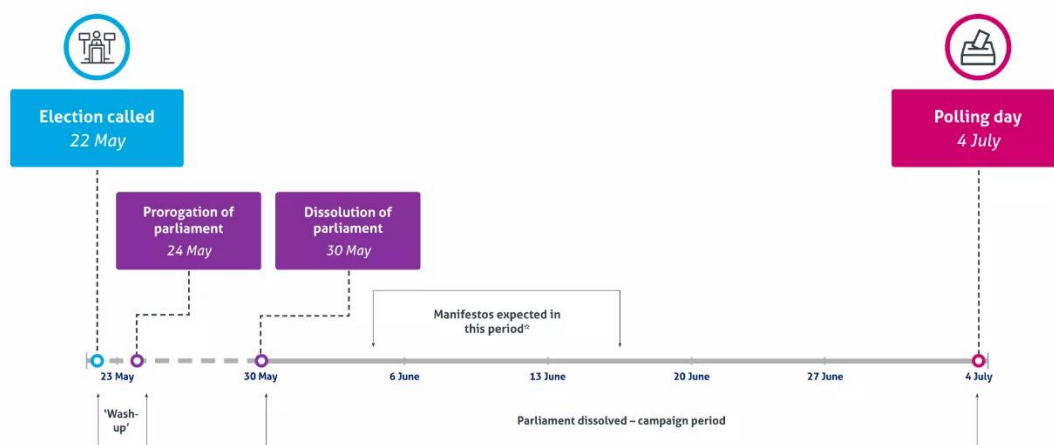 Election called
22 May
Polling day
4 July
Prorogation of
parliament
24 May
Dissolution of
parliament
30 May
Manifestos expected in
this period*
23 May
30 May
6 June
13 June
20 June
27 June
4 July
'Wash-
up'
Parliament dissolved – campaign period